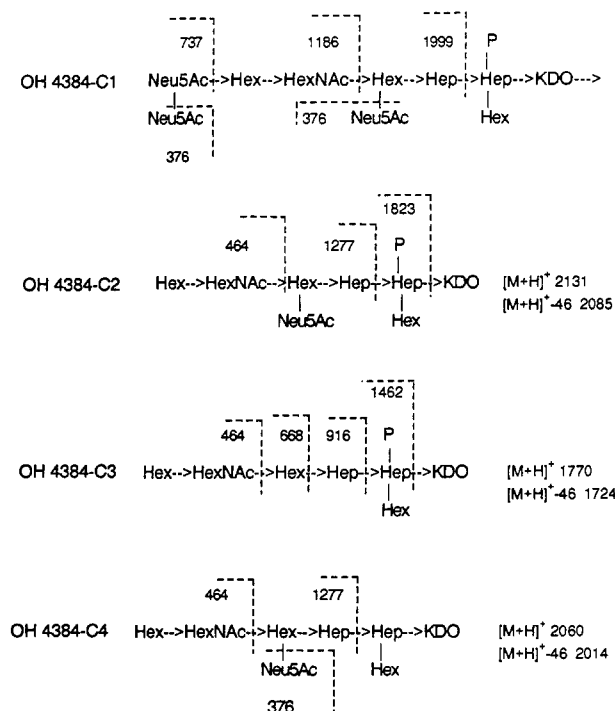 737 1186 1999 P
OH 4384-C1 Neu5Ac-->Hex-->HexNAc-->Hex-->Hep-->Hep-->KDO--->
Neu5Ac 376 Neu5Ac Hex
376
1823
464 1277 P
OH 4384-C2 Hex-->HexNAc-->Hex-->Hep-->Hep-->KDO [M+H]+ 2131
Neu5Ac Hex [M+H]+-46 2085
1462
464 668 916 P
OH 4384-C3 Hex-->HexNAc-->Hex-->Hep-->Hep-->KDO [M+H]+ 1770
Hex [M+H]+-46 1724
464 1277
OH 4384-C4 Hex-->HexNAc-->Hex-->Hep-->Hep-->KDO [M+H]+ 2060
Neu5Ac Hex [M+H]+-46 2014
376